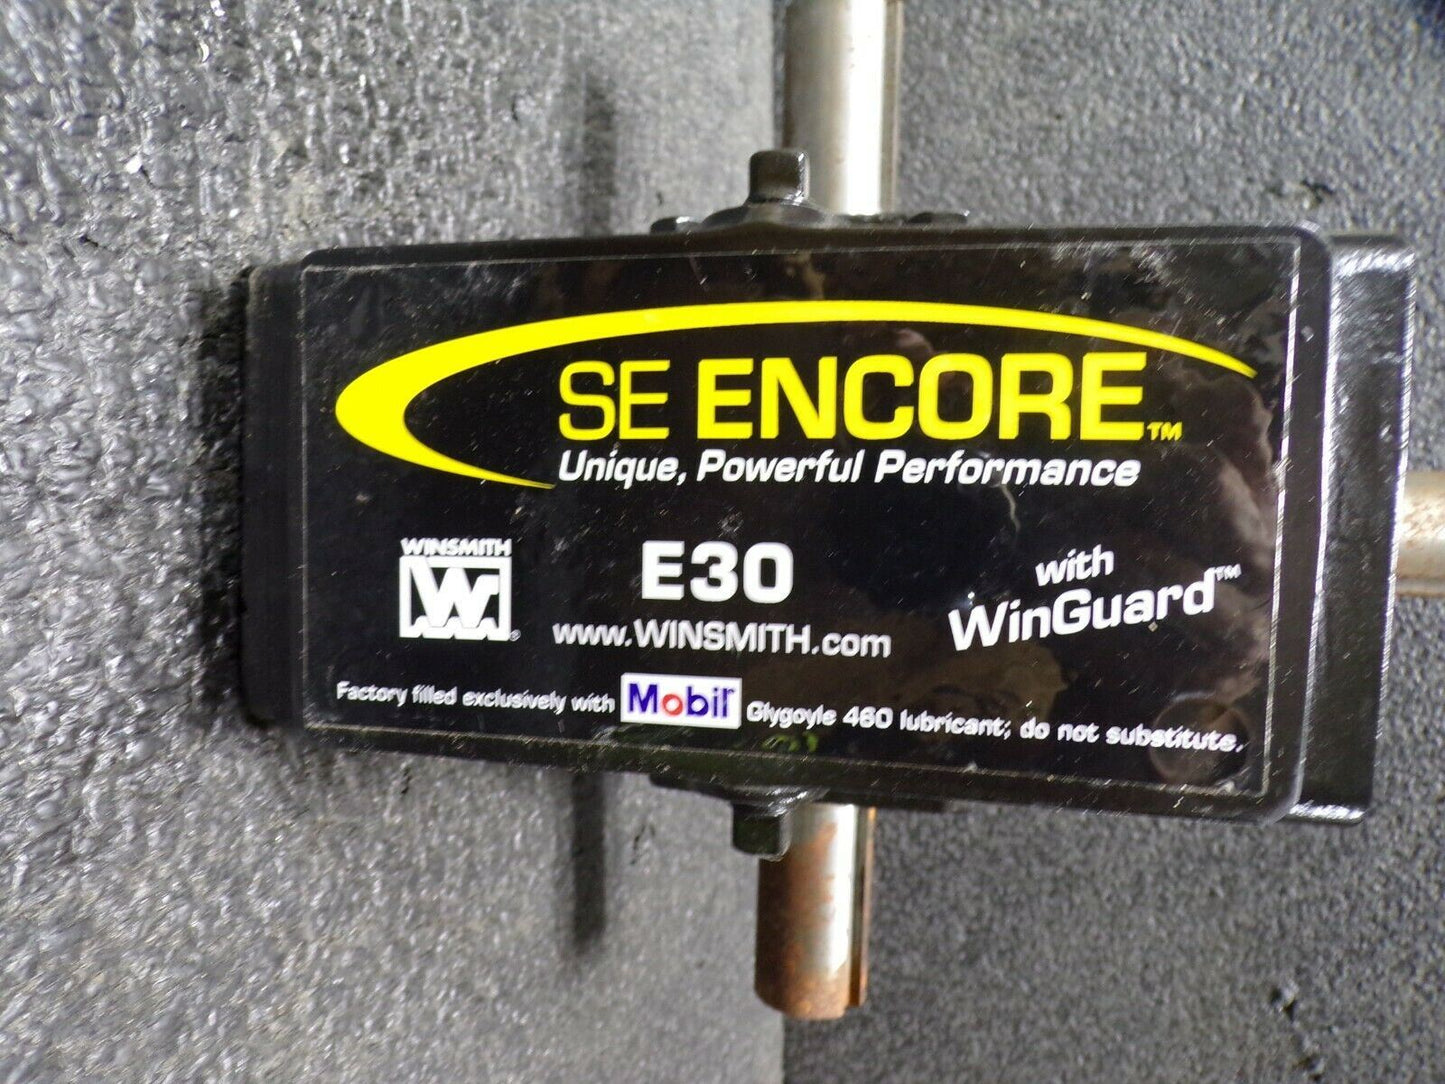 SE ENCORE™
Unique, Powerful Performance
WINSMITH
W®
E30
www.WINSMITH.com
with
WinGuard™
Factory filled exclusively with Mobil Glygoyle 460 lubricant; do not substitute.